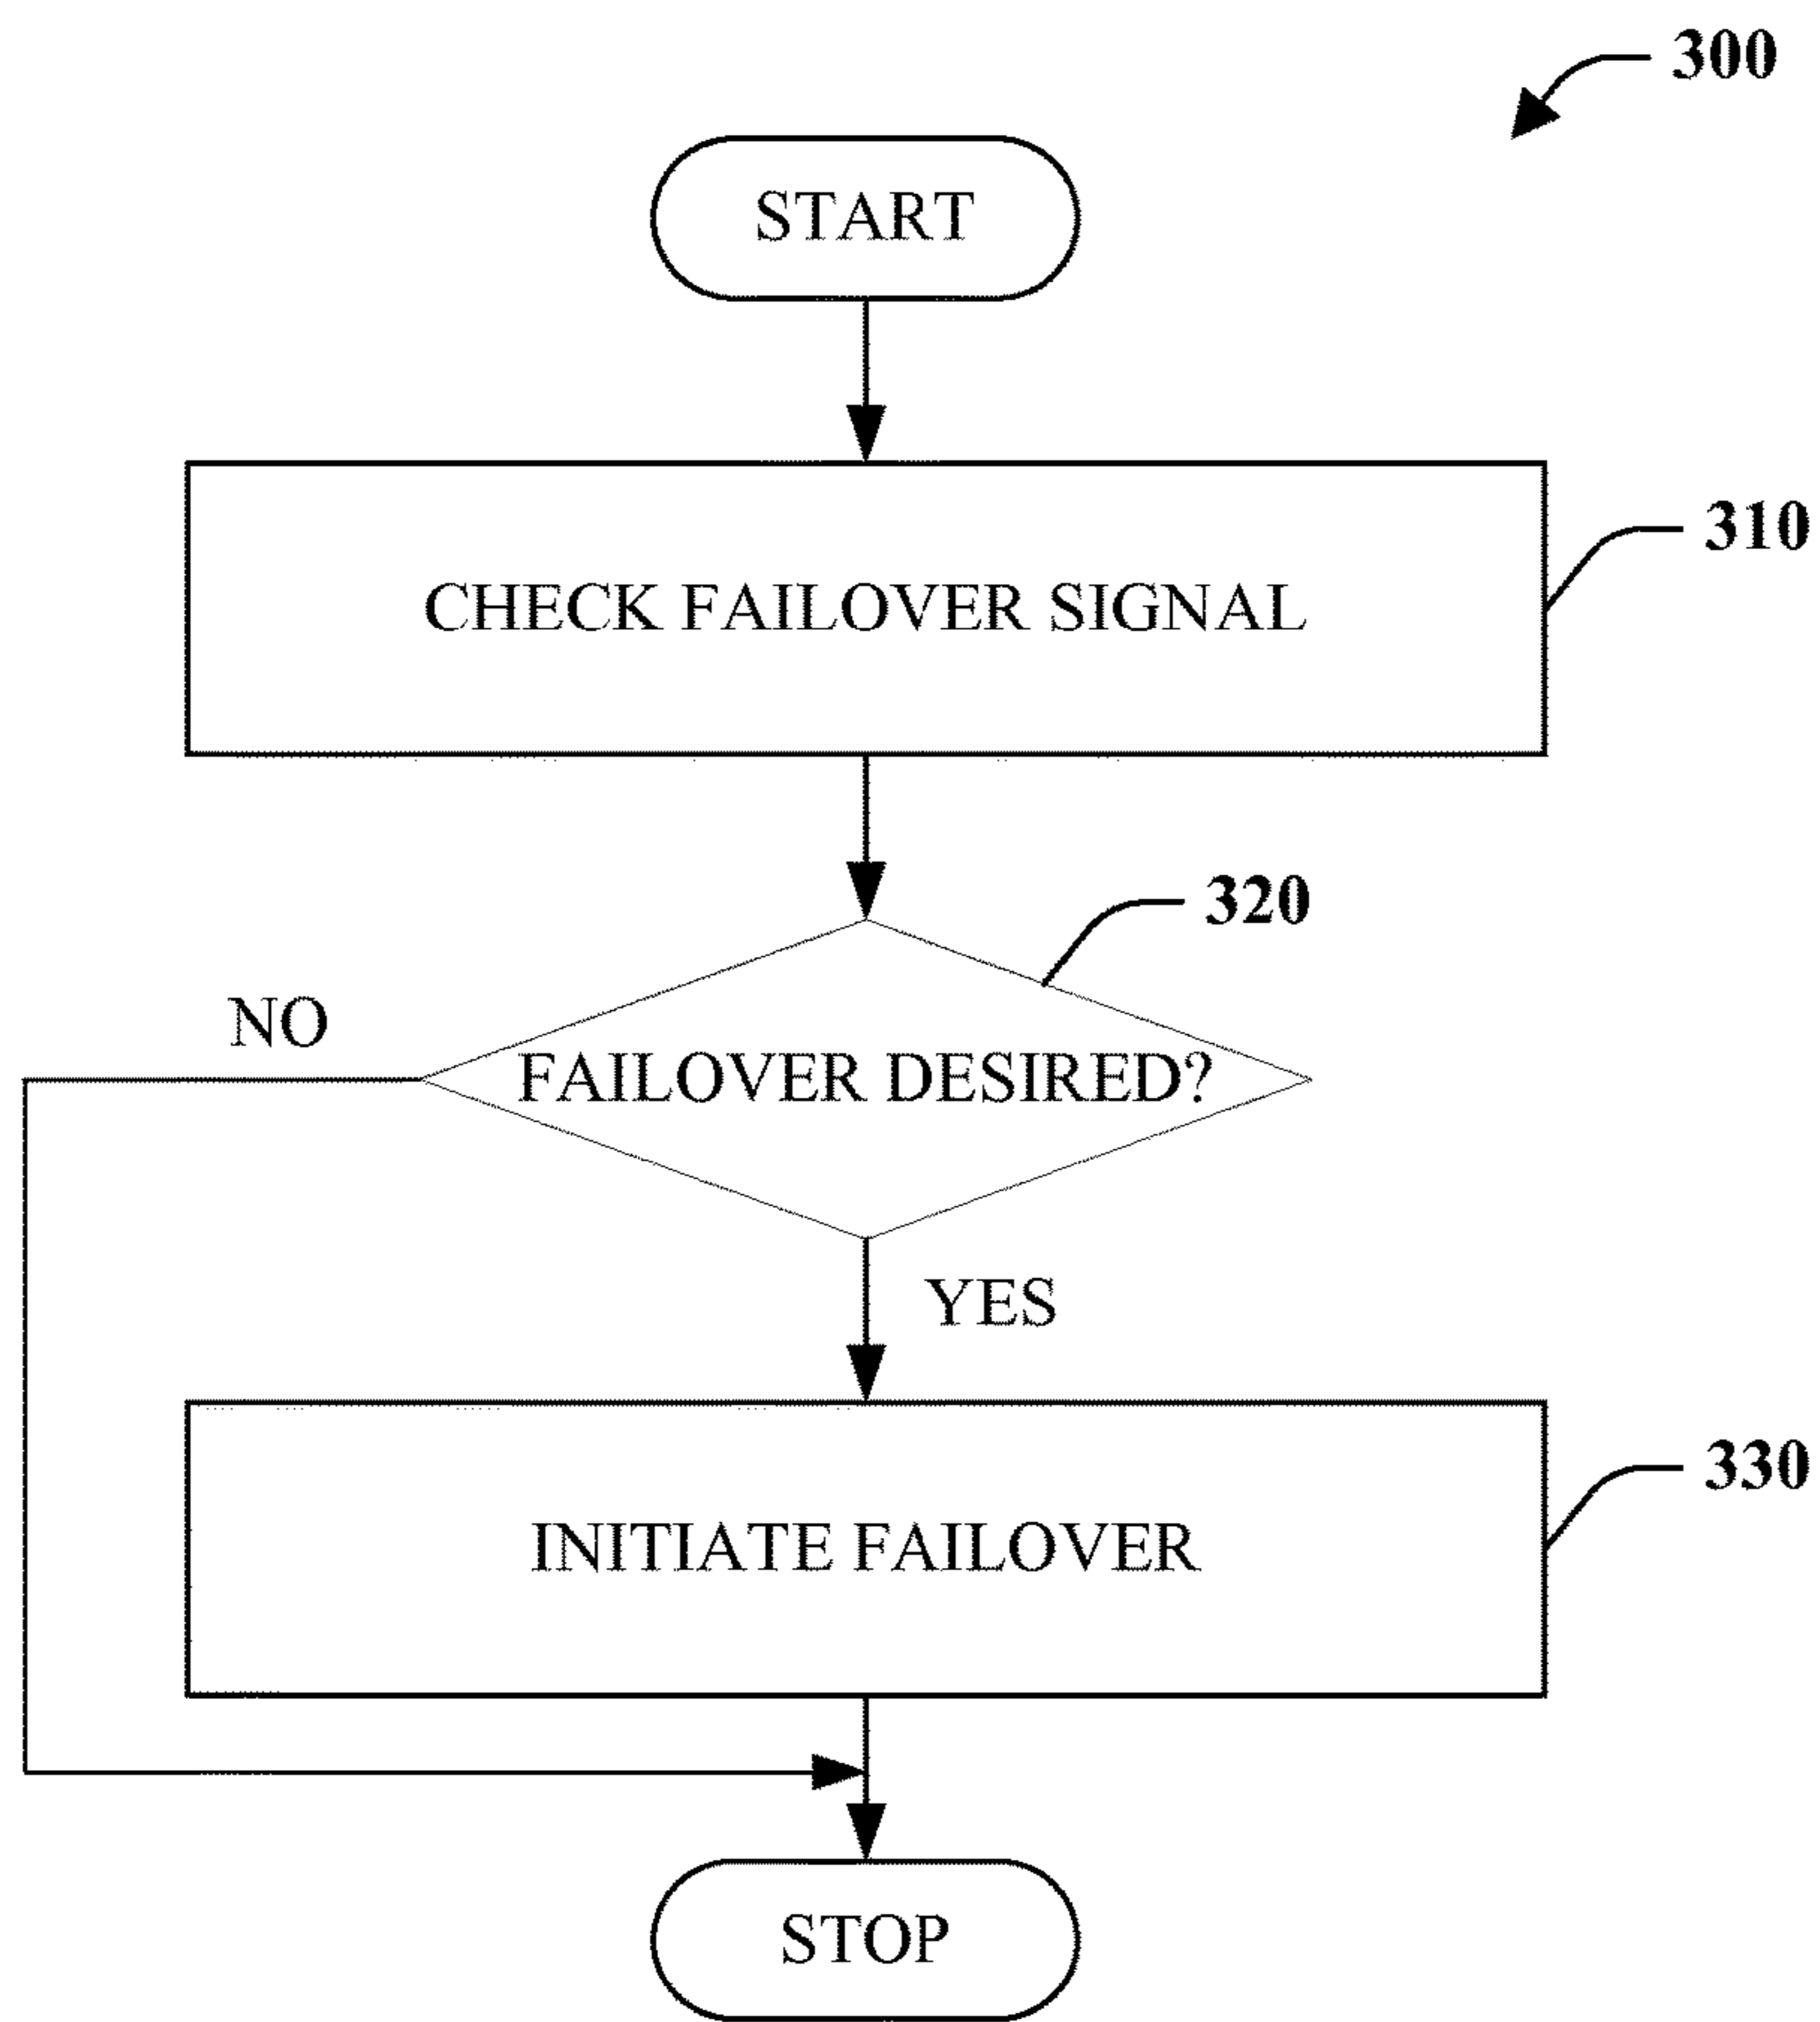 300
START
CHECK FAILOVER SIGNAL
310
320
NO
FAILOVER DESIRED?
YES
INITIATE FAILOVER
330
STOP